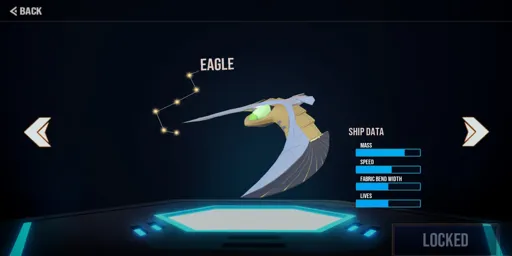 BACK
EAGLE
SHIP DATA
MASS
SPEED
FABRIC BEND WIDTH
LIVES
LOCKED